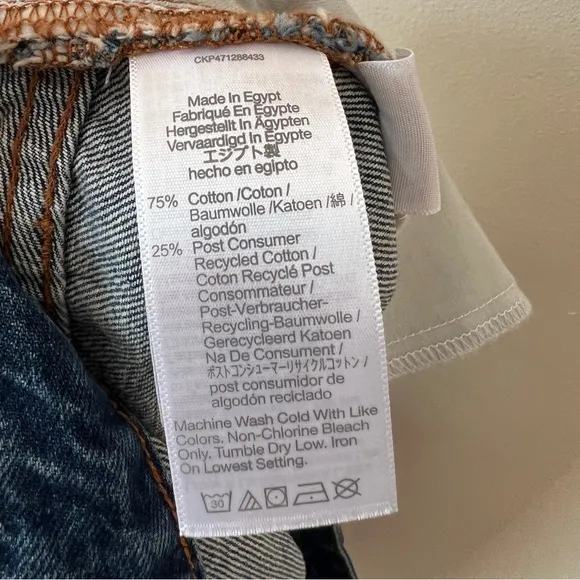 CKP471288433
Made In Egypt
Fabriqué En Egypte
Hergestellt In Ägypten
Vervaardigd In Egypte
エジプト製
hecho en egipto
75% Cotton /Coton /
Baumwolle /Katoen /綿 /
algodón
25% Post Consumer
Recycled Cotton /
Coton Recyclé Post
Consommateur /
Post-Verbraucher-
Recycling-Baumwolle /
Gerecycleerd Katoen
Na De Consument /
ポストコンシューマーリサイクルコットン /
post consumidor de
algodón reciclado
Machine Wash Cold With Like
Colors. Non-Chlorine Bleach
Only. Tumble Dry Low. Iron
On Lowest Setting.
30